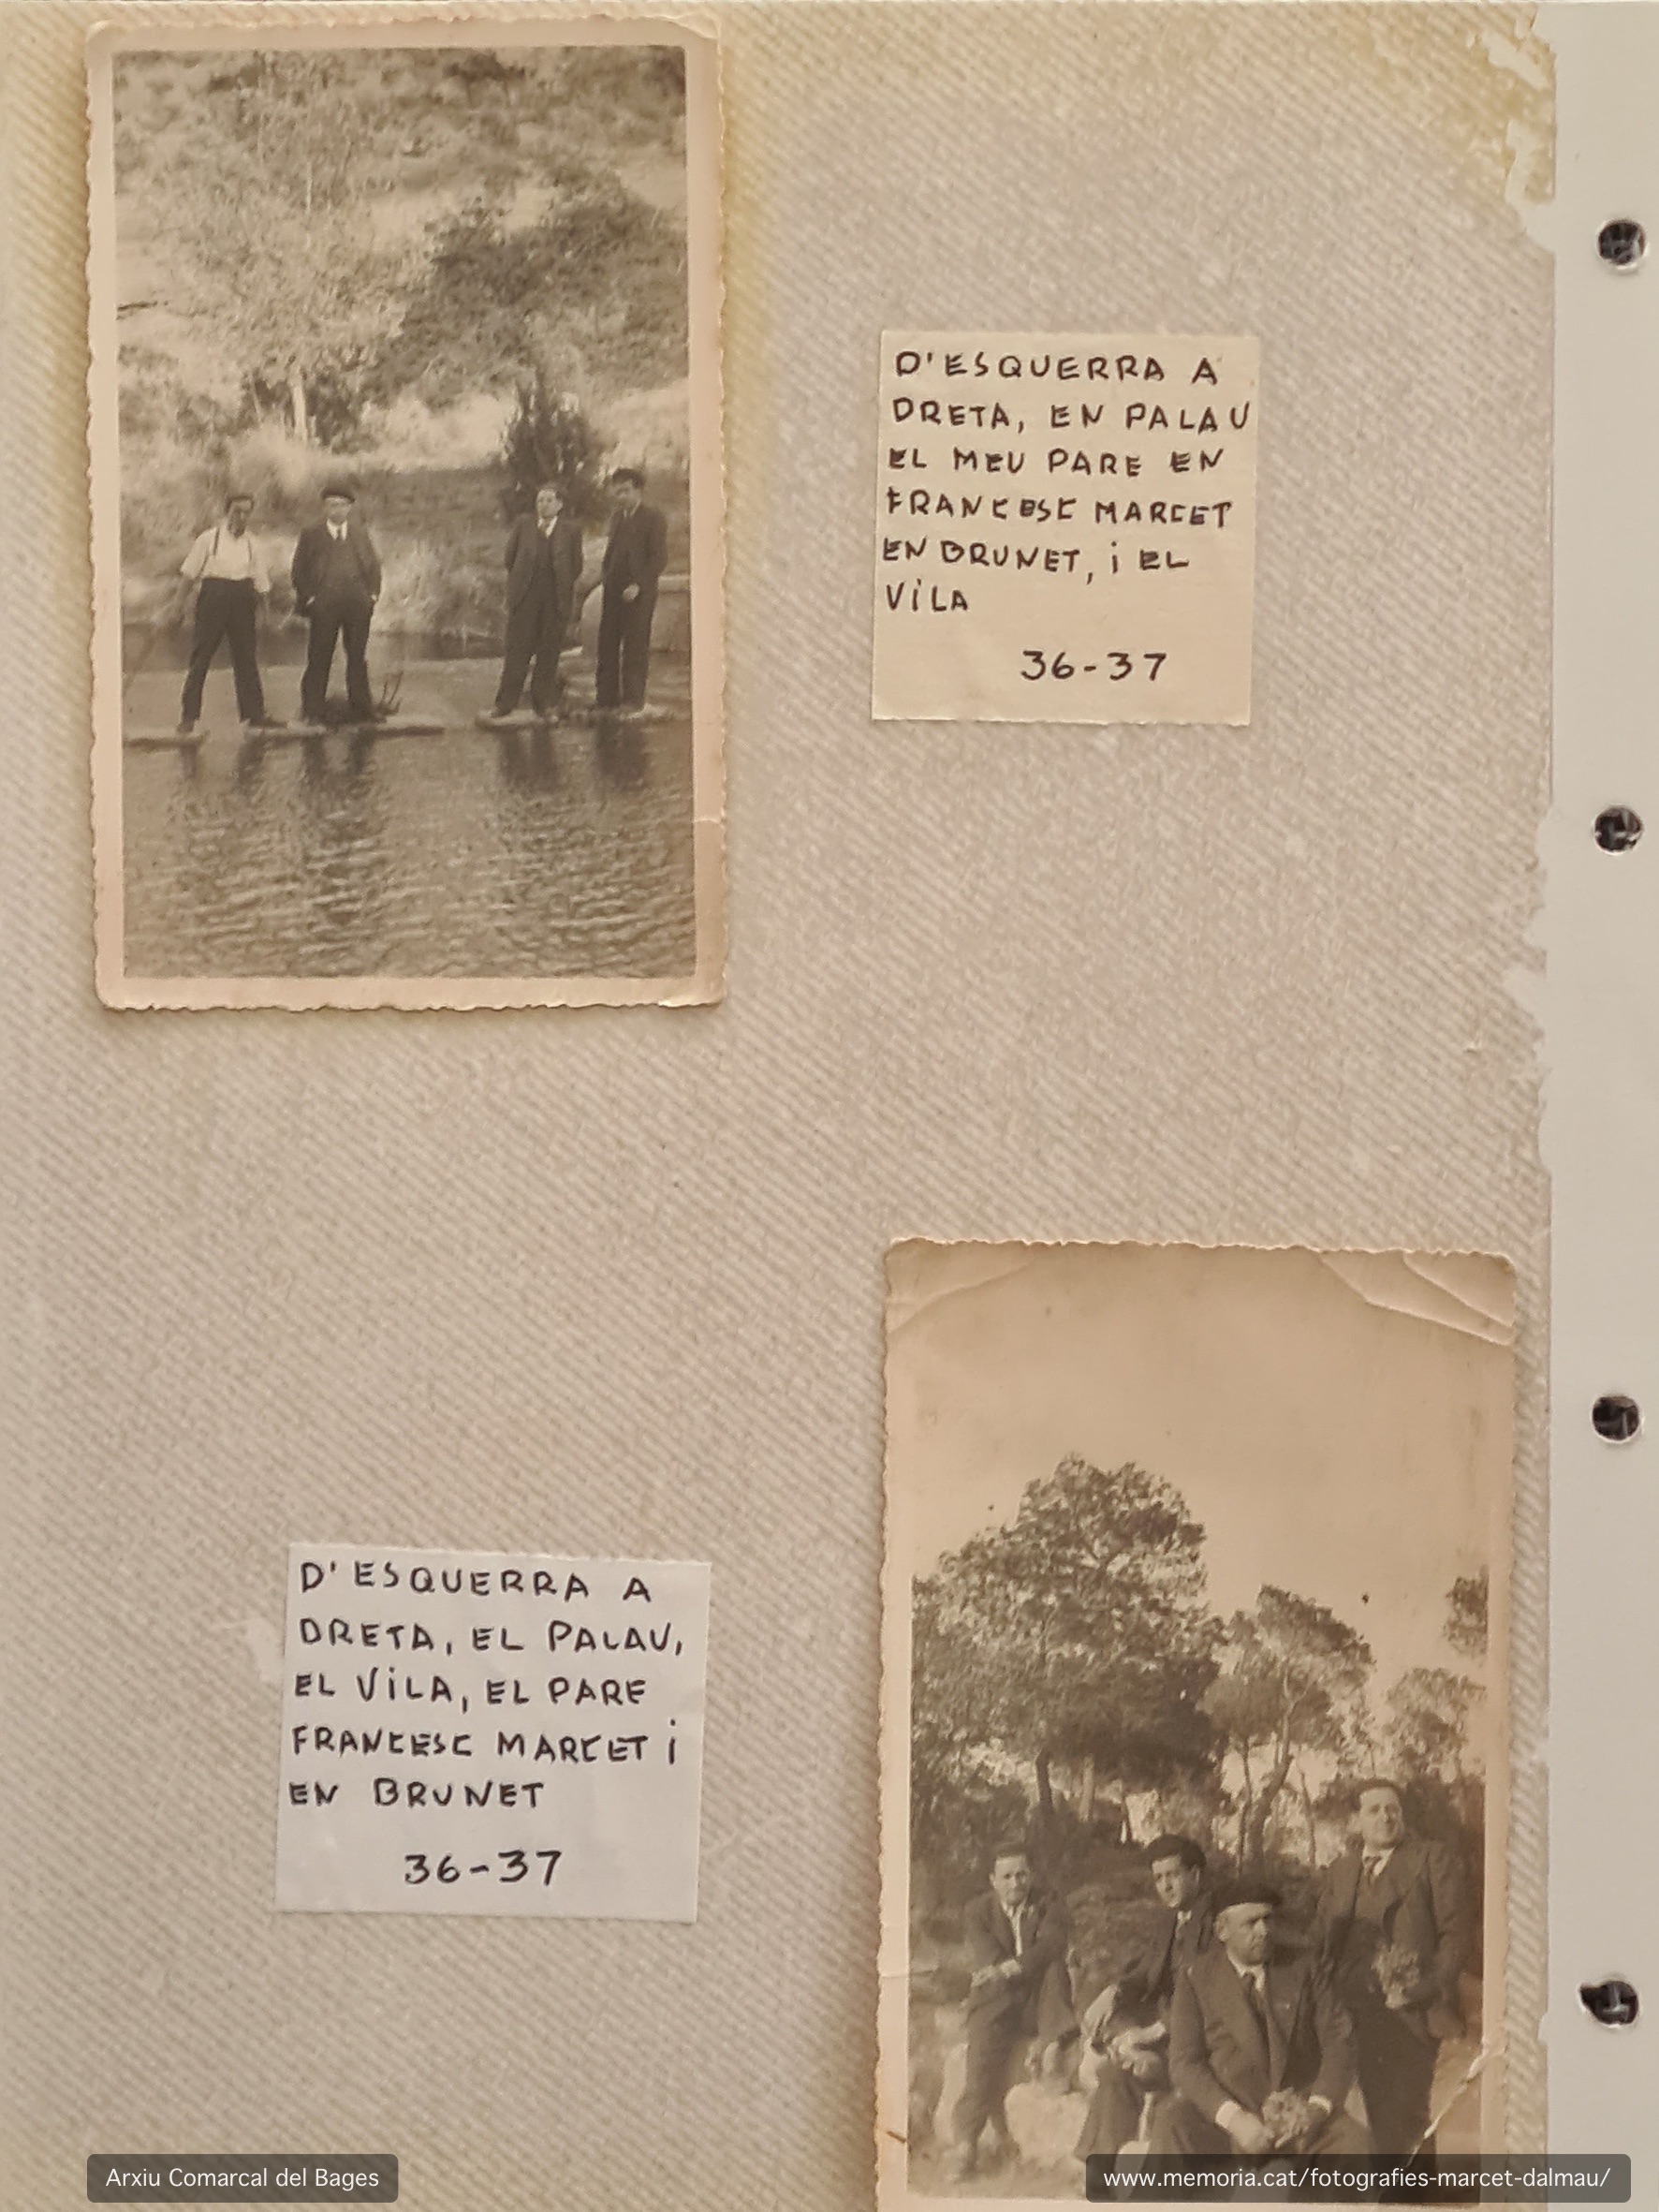 D'ESQUERRA A
DRETA, EN PALAU
EL MEU PARE EN
FRANCESC MARCET
EN BRUNET, i EL
ViLA
36-37
D'ESQUERRA A
DRETA, EL PALAU,
EL ViLA, EL PARE
FRANCESC MARCET i
EN BRUNET
36-37
Arxiu Comarcal del Bages
www.memoria.cat/fotografies-marcet-dalmau/